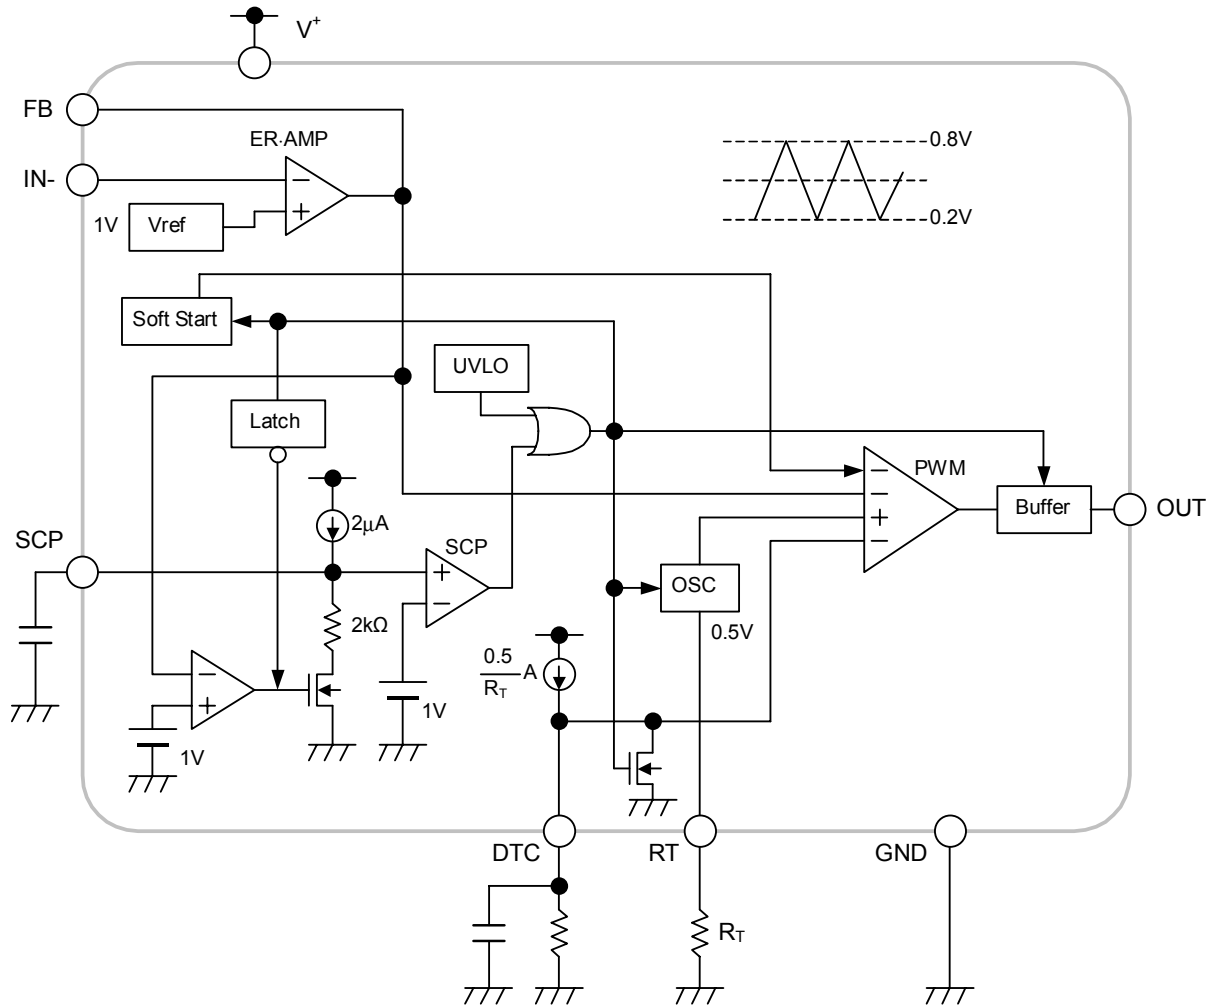 V+
FB
ER·AMP
0.8V
IN-
+
1V
Vref
0.2V
Soft Start
UVLO
Latch
PWM
Buffer
OUT
+
2μA
SCP
SCP
+
OSC
2kΩ
0.5V
0.5
RT
A
+
1V
1V
DTC
RT
GND
RT